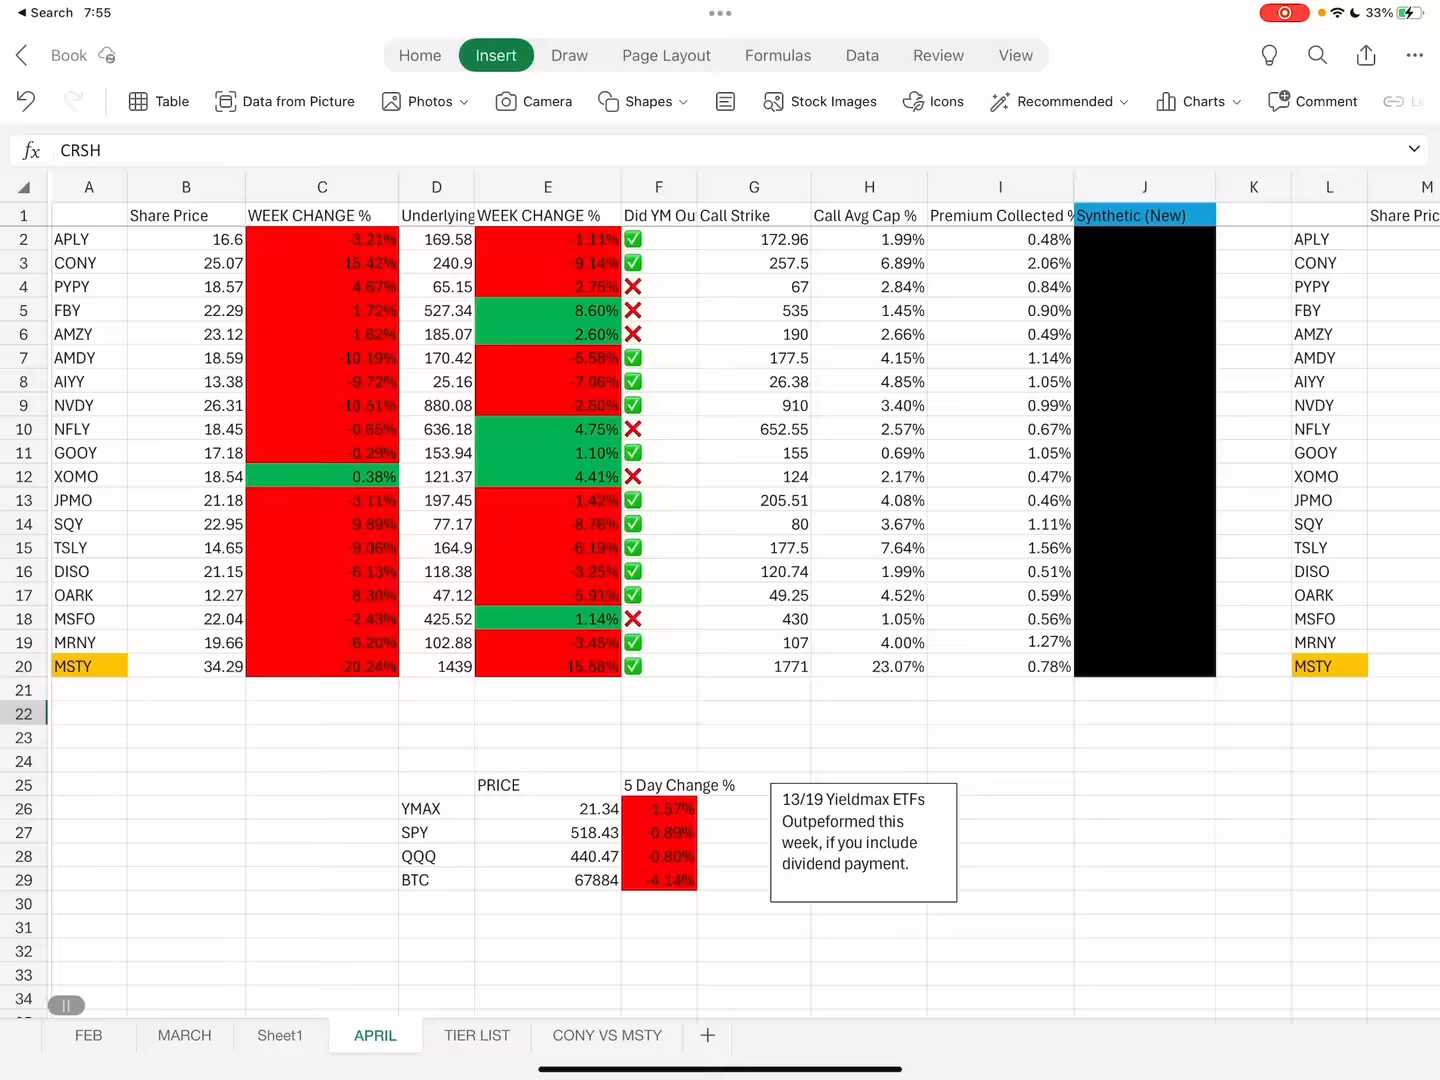 Search 7:55
33%
Book
Home Insert Draw Page Layout Formulas Data Review View
Table Data from Picture Photos Camera Shapes Stock Images Icons Recommended Charts Comment
fx CRSH
A B C D E F G H I J K L M
1 Share Price WEEK CHANGE % Underlying WEEK CHANGE % Did YM Ou Call Strike Call Avg Cap % Premium Collected % Synthetic (New) Share Pric
2 APLY 16.6 -3.21% 169.58 -1.11% ✅ 172.96 1.99% 0.48% APLY
3 CONY 25.07 15.42% 240.9 -9.14% ✅ 257.5 6.89% 2.06% CONY
4 PYPY 18.57 4.67% 65.15 -2.75% ❌ 67 2.84% 0.84% PYPY
5 FBY 22.29 1.72% 527.34 8.60% ❌ 535 1.45% 0.90% FBY
6 AMZY 23.12 1.62% 185.07 2.60% ❌ 190 2.66% 0.49% AMZY
7 AMDY 18.59 -10.19% 170.42 -5.58% ✅ 177.5 4.15% 1.14% AMDY
8 AIYY 13.38 -9.72% 25.16 -7.06% ✅ 26.38 4.85% 1.05% AIYY
9 NVDY 26.31 -10.51% 880.08 -2.60% ✅ 910 3.40% 0.99% NVDY
10 NFLY 18.45 -0.65% 636.18 4.75% ❌ 652.55 2.57% 0.67% NFLY
11 GOOY 17.18 -0.29% 153.94 1.10% ✅ 155 0.69% 1.05% GOOY
12 XOMO 18.54 0.38% 121.37 4.41% ❌ 124 2.17% 0.47% XOMO
13 JPMO 21.18 -3.11% 197.45 -1.42% ✅ 205.51 4.08% 0.46% JPMO
14 SQY 22.95 9.89% 77.17 -8.76% ✅ 80 3.67% 1.11% SQY
15 TSLY 14.65 -9.06% 164.9 -6.19% ✅ 177.5 7.64% 1.56% TSLY
16 DISO 21.15 -6.13% 118.38 -3.25% ✅ 120.74 1.99% 0.51% DISO
17 OARK 12.27 8.30% 47.12 -5.91% ✅ 49.25 4.52% 0.59% OARK
18 MSFO 22.04 -2.43% 425.52 1.14% ❌ 430 1.05% 0.56% MSFO
19 MRNY 19.66 -6.20% 102.88 -3.45% ✅ 107 4.00% 1.27% MRNY
20 MSTY 34.29 -20.24% 1439 15.58% ✅ 1771 23.07% 0.78% MSTY
21
22
23
24
25 PRICE 5 Day Change %
26 YMAX 21.34 -1.57%
27 SPY 518.43 -0.89%
28 QQQ 440.47 -0.80%
29 BTC 67884 -4.14%
13/19 Yieldmax ETFs
Outpeformed this
week, if you include
dividend payment.
30
31
32
33
34
FEB MARCH Sheet1 APRIL TIER LIST CONY VS MSTY